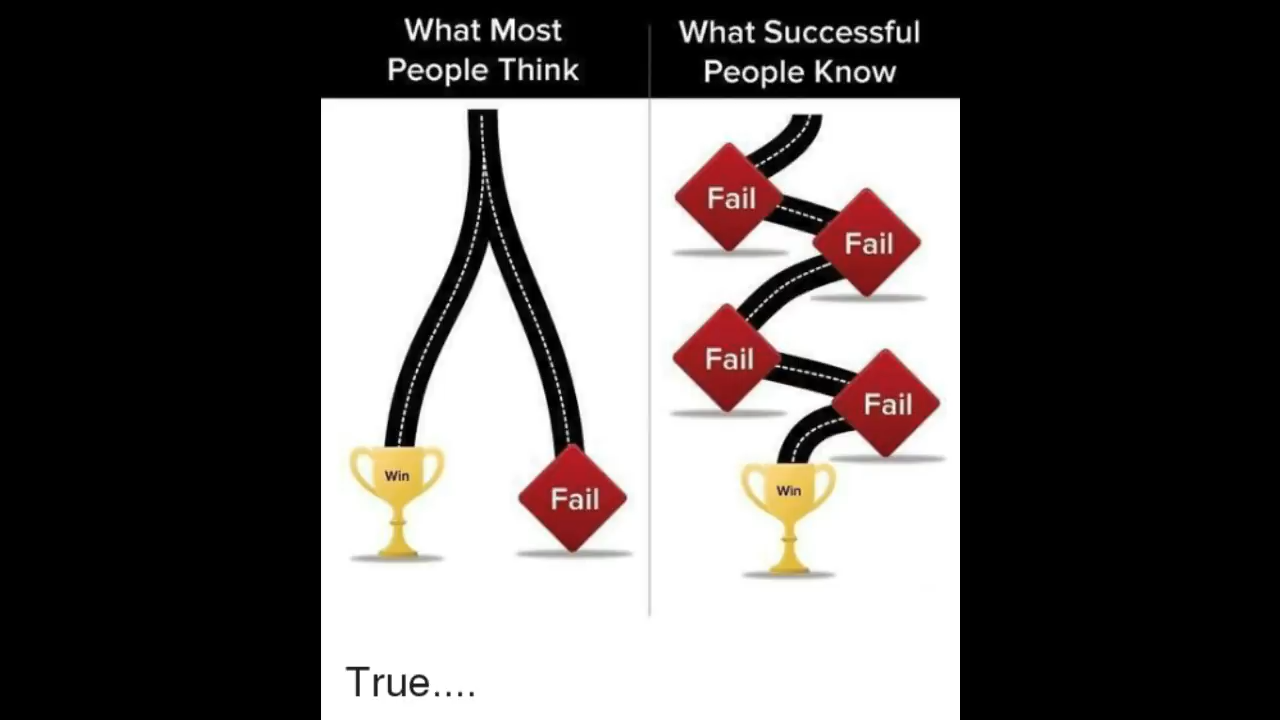 What Most
People Think
Win
Fail
What Successful
People Know
Fail
Fail
Fail
Fail
Win
True....